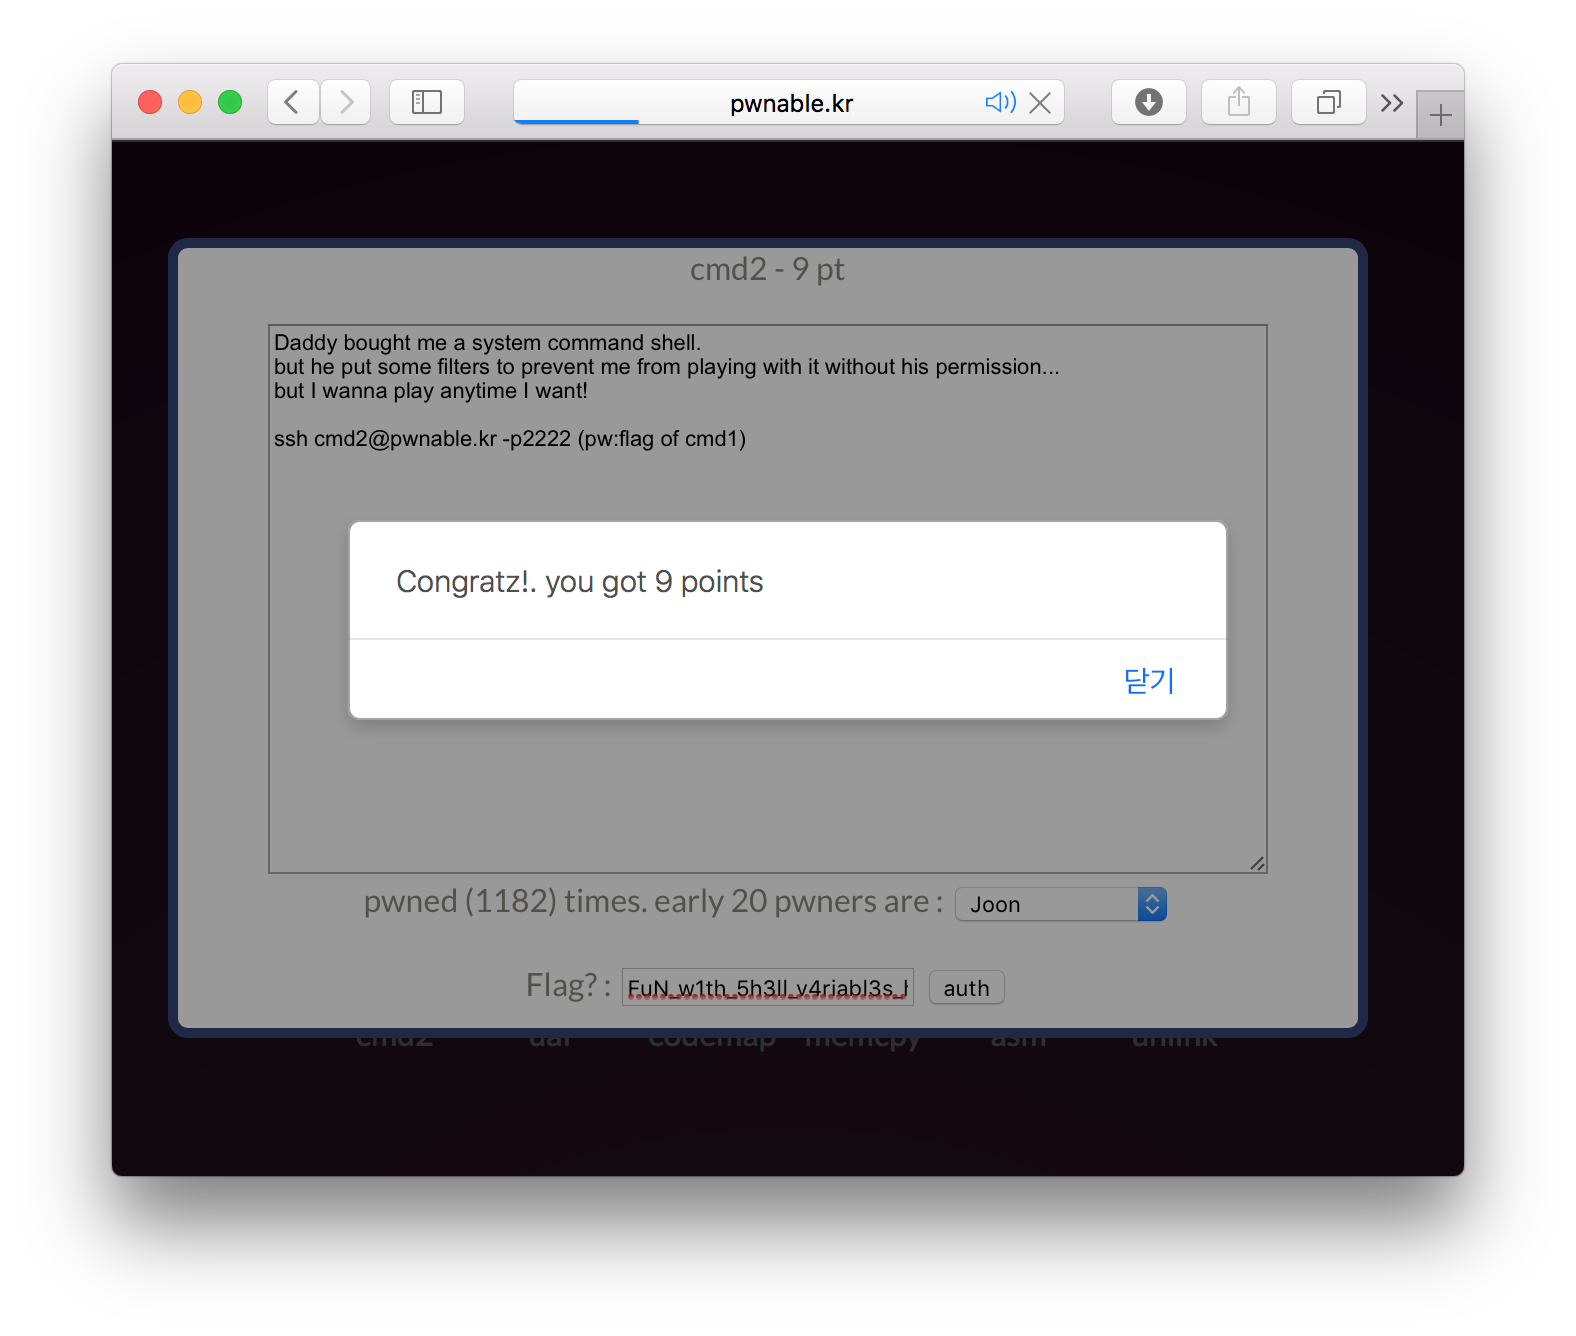 pwnable.kr
cmd2 - 9 pt
Daddy bought me a system command shell.
but he put some filters to prevent me from playing with it without his permission...
but I wanna play anytime I want!
ssh cmd2@pwnable.kr -p2222 (pw:flag of cmd1)
Congratz!. you got 9 points
닫기
pwned (1182) times. early 20 pwners are : Joon
Flag? : FuN_w1th_5h3ll_v4riabl3s_ auth
cmd2 codemap memcpy asm unlink